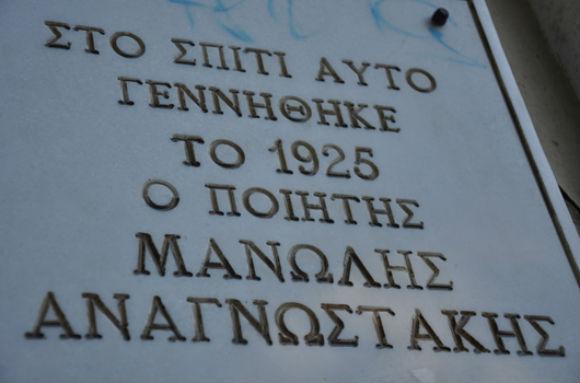 ΣΤΟ ΣΠΙΤΙ ΑΥΤΟ
ΓΕΝΝΗΘΗΚΕ
ΤΟ 1925
Ο ΠΟΙΗΤΗΣ
ΜΑΝΩΛΗΣ
ΑΝΑΓΝΩΣΤΑΚΗΣ